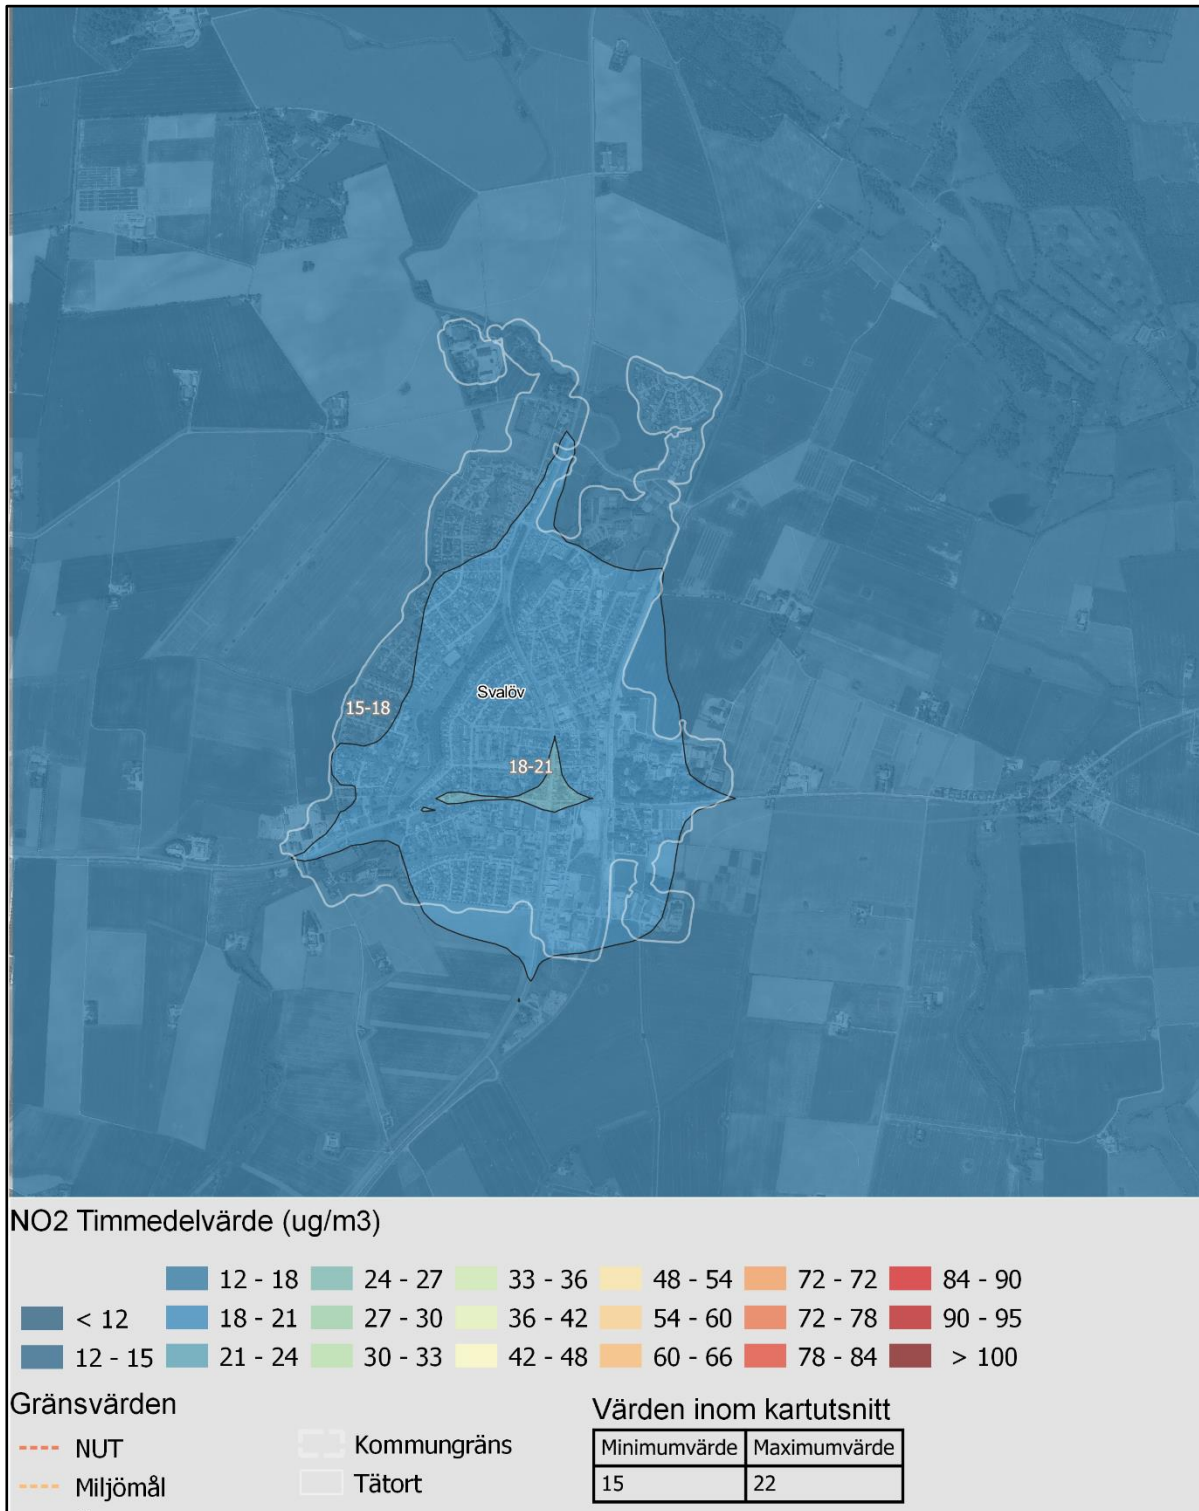 Svalöv
15-18
18-21
NO2 Timmedelvärde (ug/m3)
12 - 18 24 - 27 33 - 36 48 - 54 72 - 72 84 - 90
< 12 18 - 21 27 - 30 36 - 42 54 - 60 72 - 78 90 - 95
12 - 15 21 - 24 30 - 33 42 - 48 60 - 66 78 - 84 > 100
Gränsvärden
NUT
Miljömål
Kommungräns
Tätort
Värden inom kartutsnitt
Minimumvärde Maximumvärde
15 22